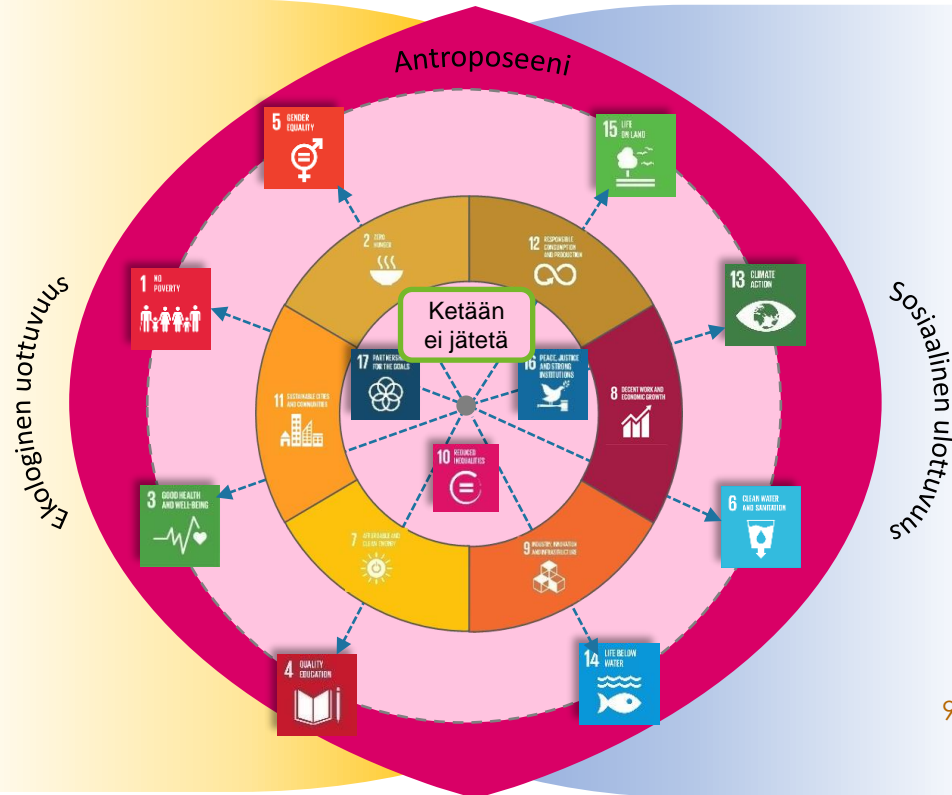 Antroposeeni
5 GENDER
EQUALITY
15 LIFE
ON LAND
2 ZERO
HUNGER
12 RESPONSIBLE
CONSUMPTION
AND PRODUCTION
1 NO
POVERTY
13 CLIMATE
ACTION
Ekologinen uottuvuus
Sosiaalinen ulottuvuus
Ketään
ei jätetä
17 PARTNERSHIPS
FOR THE GOALS
16 PEACE, JUSTICE
AND STRONG
INSTITUTIONS
11 SUSTAINABLE CITIES
AND COMMUNITIES
8 DECENT WORK AND
ECONOMIC GROWTH
10 REDUCED
INEQUALITIES
3 GOOD HEALTH
AND WELL-BEING
6 CLEAN WATER
AND SANITATION
7 AFFORDABLE AND
CLEAN ENERGY
9 INDUSTRY, INNOVATION
AND INFRASTRUCTURE
4 QUALITY
EDUCATION
14 LIFE BELOW
WATER
9